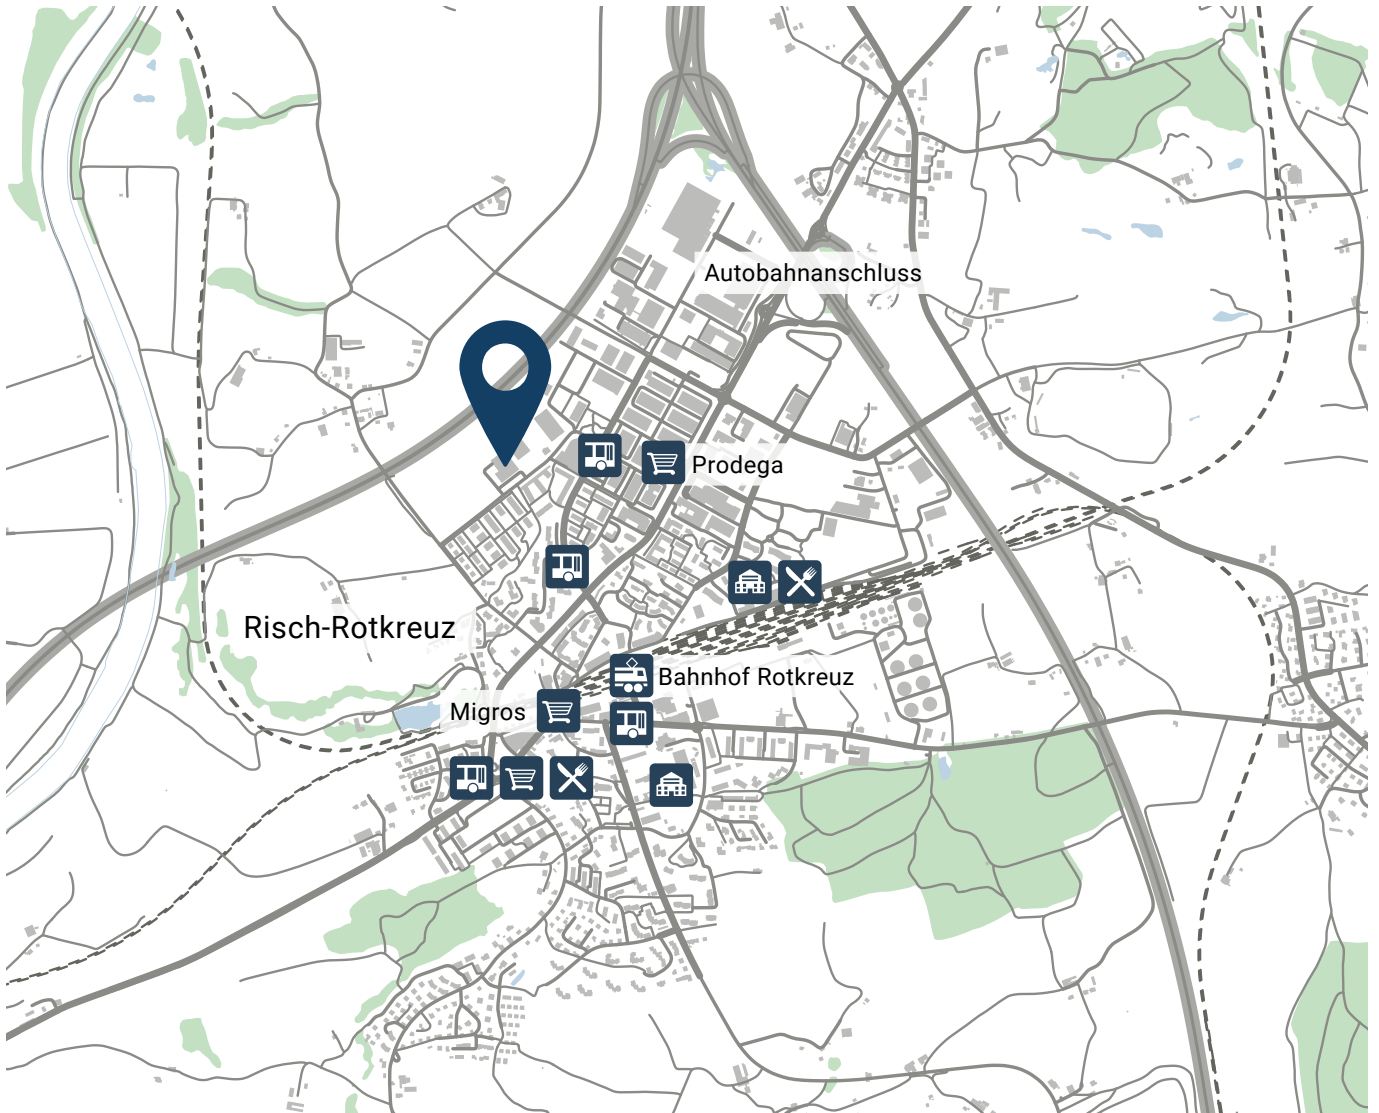 Autobahnanschluss
Prodega
Risch-Rotkreuz
Bahnhof Rotkreuz
Migros